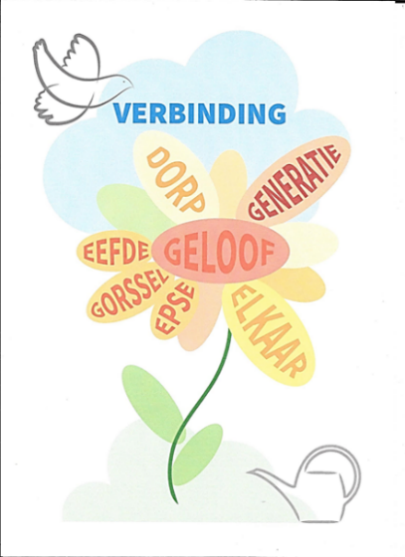 VERBINDING
DORP
GENERATIE
EEFDE
GELOOF
GORSSEL
EPSE
ELKAAR